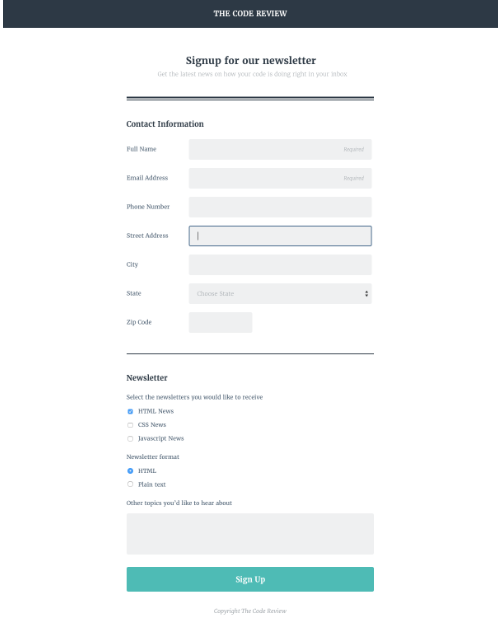 THE CODE REVIEW
Signup for our newsletter
Get the latest news on how your code is doing right in your inbox
Contact Information
Full Name
Required
Email Address
Required
Phone Number
Street Address
City
State
Choose State
Zip Code
Newsletter
Select the newsletters you would like to receive
HTML News
CSS News
Javascript News
Newsletter format
HTML
Plain text
Other topics you'd like to hear about
Sign Up
Copyright The Code Review